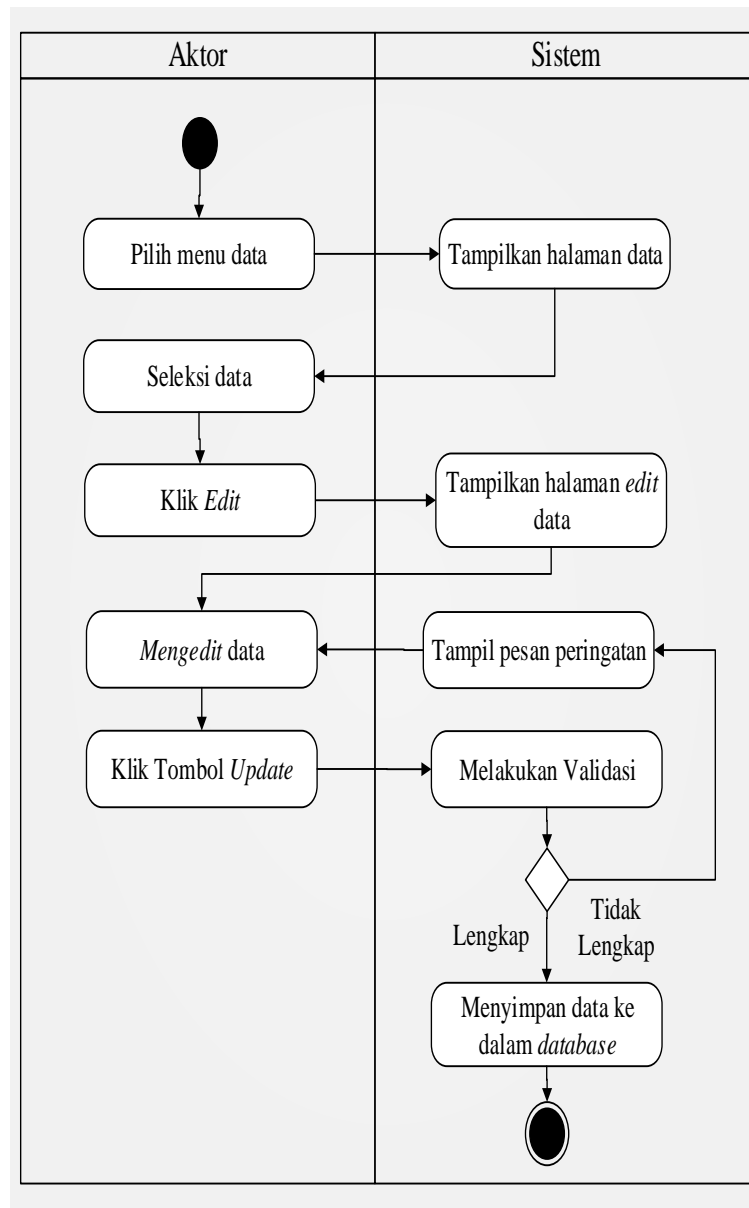 Aktor
Sistem
Pilih menu data
Tampilkan halaman data
Seleksi data
Klik Edit
Tampilkan halaman edit
data
Mengedit data
Tampil pesan peringatan
Klik Tombol Update
Melakukan Validasi
Lengkap
Tidak
Lengkap
Menyimpan data ke
dalam database